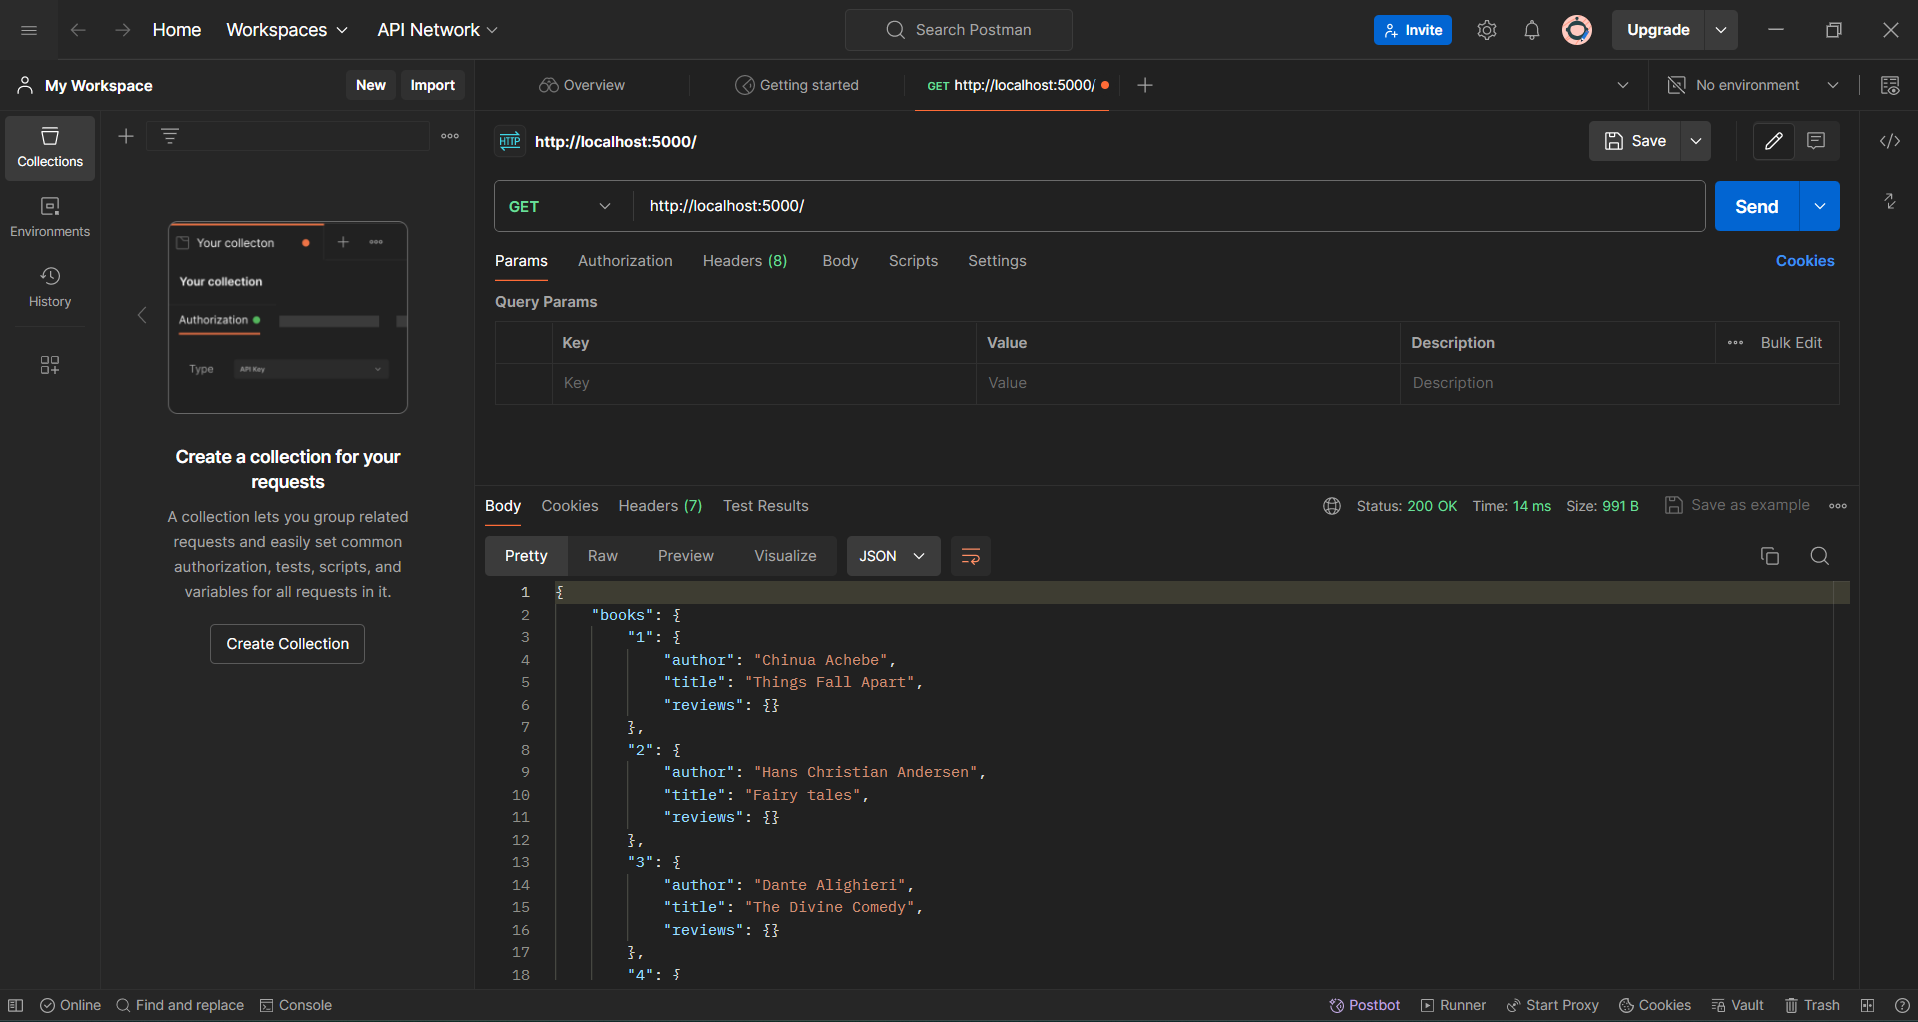 Home Workspaces API Network Search Postman Invite Upgrade
My Workspace New Import Overview Getting started GET http://localhost:5000/ No environment
Collections
Environments
History
Your collecton
Your collection
Authorization
Type API Key
Create a collection for your
requests
A collection lets you group related
requests and easily set common
authorization, tests, scripts, and
variables for all requests in it.
Create Collection
HTTP http://localhost:5000/ Save
GET http://localhost:5000/ Send
Params Authorization Headers (8) Body Scripts Settings Cookies
Query Params
Key Value Description Bulk Edit
Key Value Description
Body Cookies Headers (7) Test Results Status: 200 OK Time: 14 ms Size: 991 B Save as example
Pretty Raw Preview Visualize JSON
1 {
2 "books": {
3 "1": {
4 "author": "Chinua Achebe",
5 "title": "Things Fall Apart",
6 "reviews": {}
7 },
8 "2": {
9 "author": "Hans Christian Andersen",
10 "title": "Fairy tales",
11 "reviews": {}
12 },
13 "3": {
14 "author": "Dante Alighieri",
15 "title": "The Divine Comedy",
16 "reviews": {}
17 },
18 "4": {
Online Find and replace Console Postbot Runner Start Proxy Cookies Vault Trash